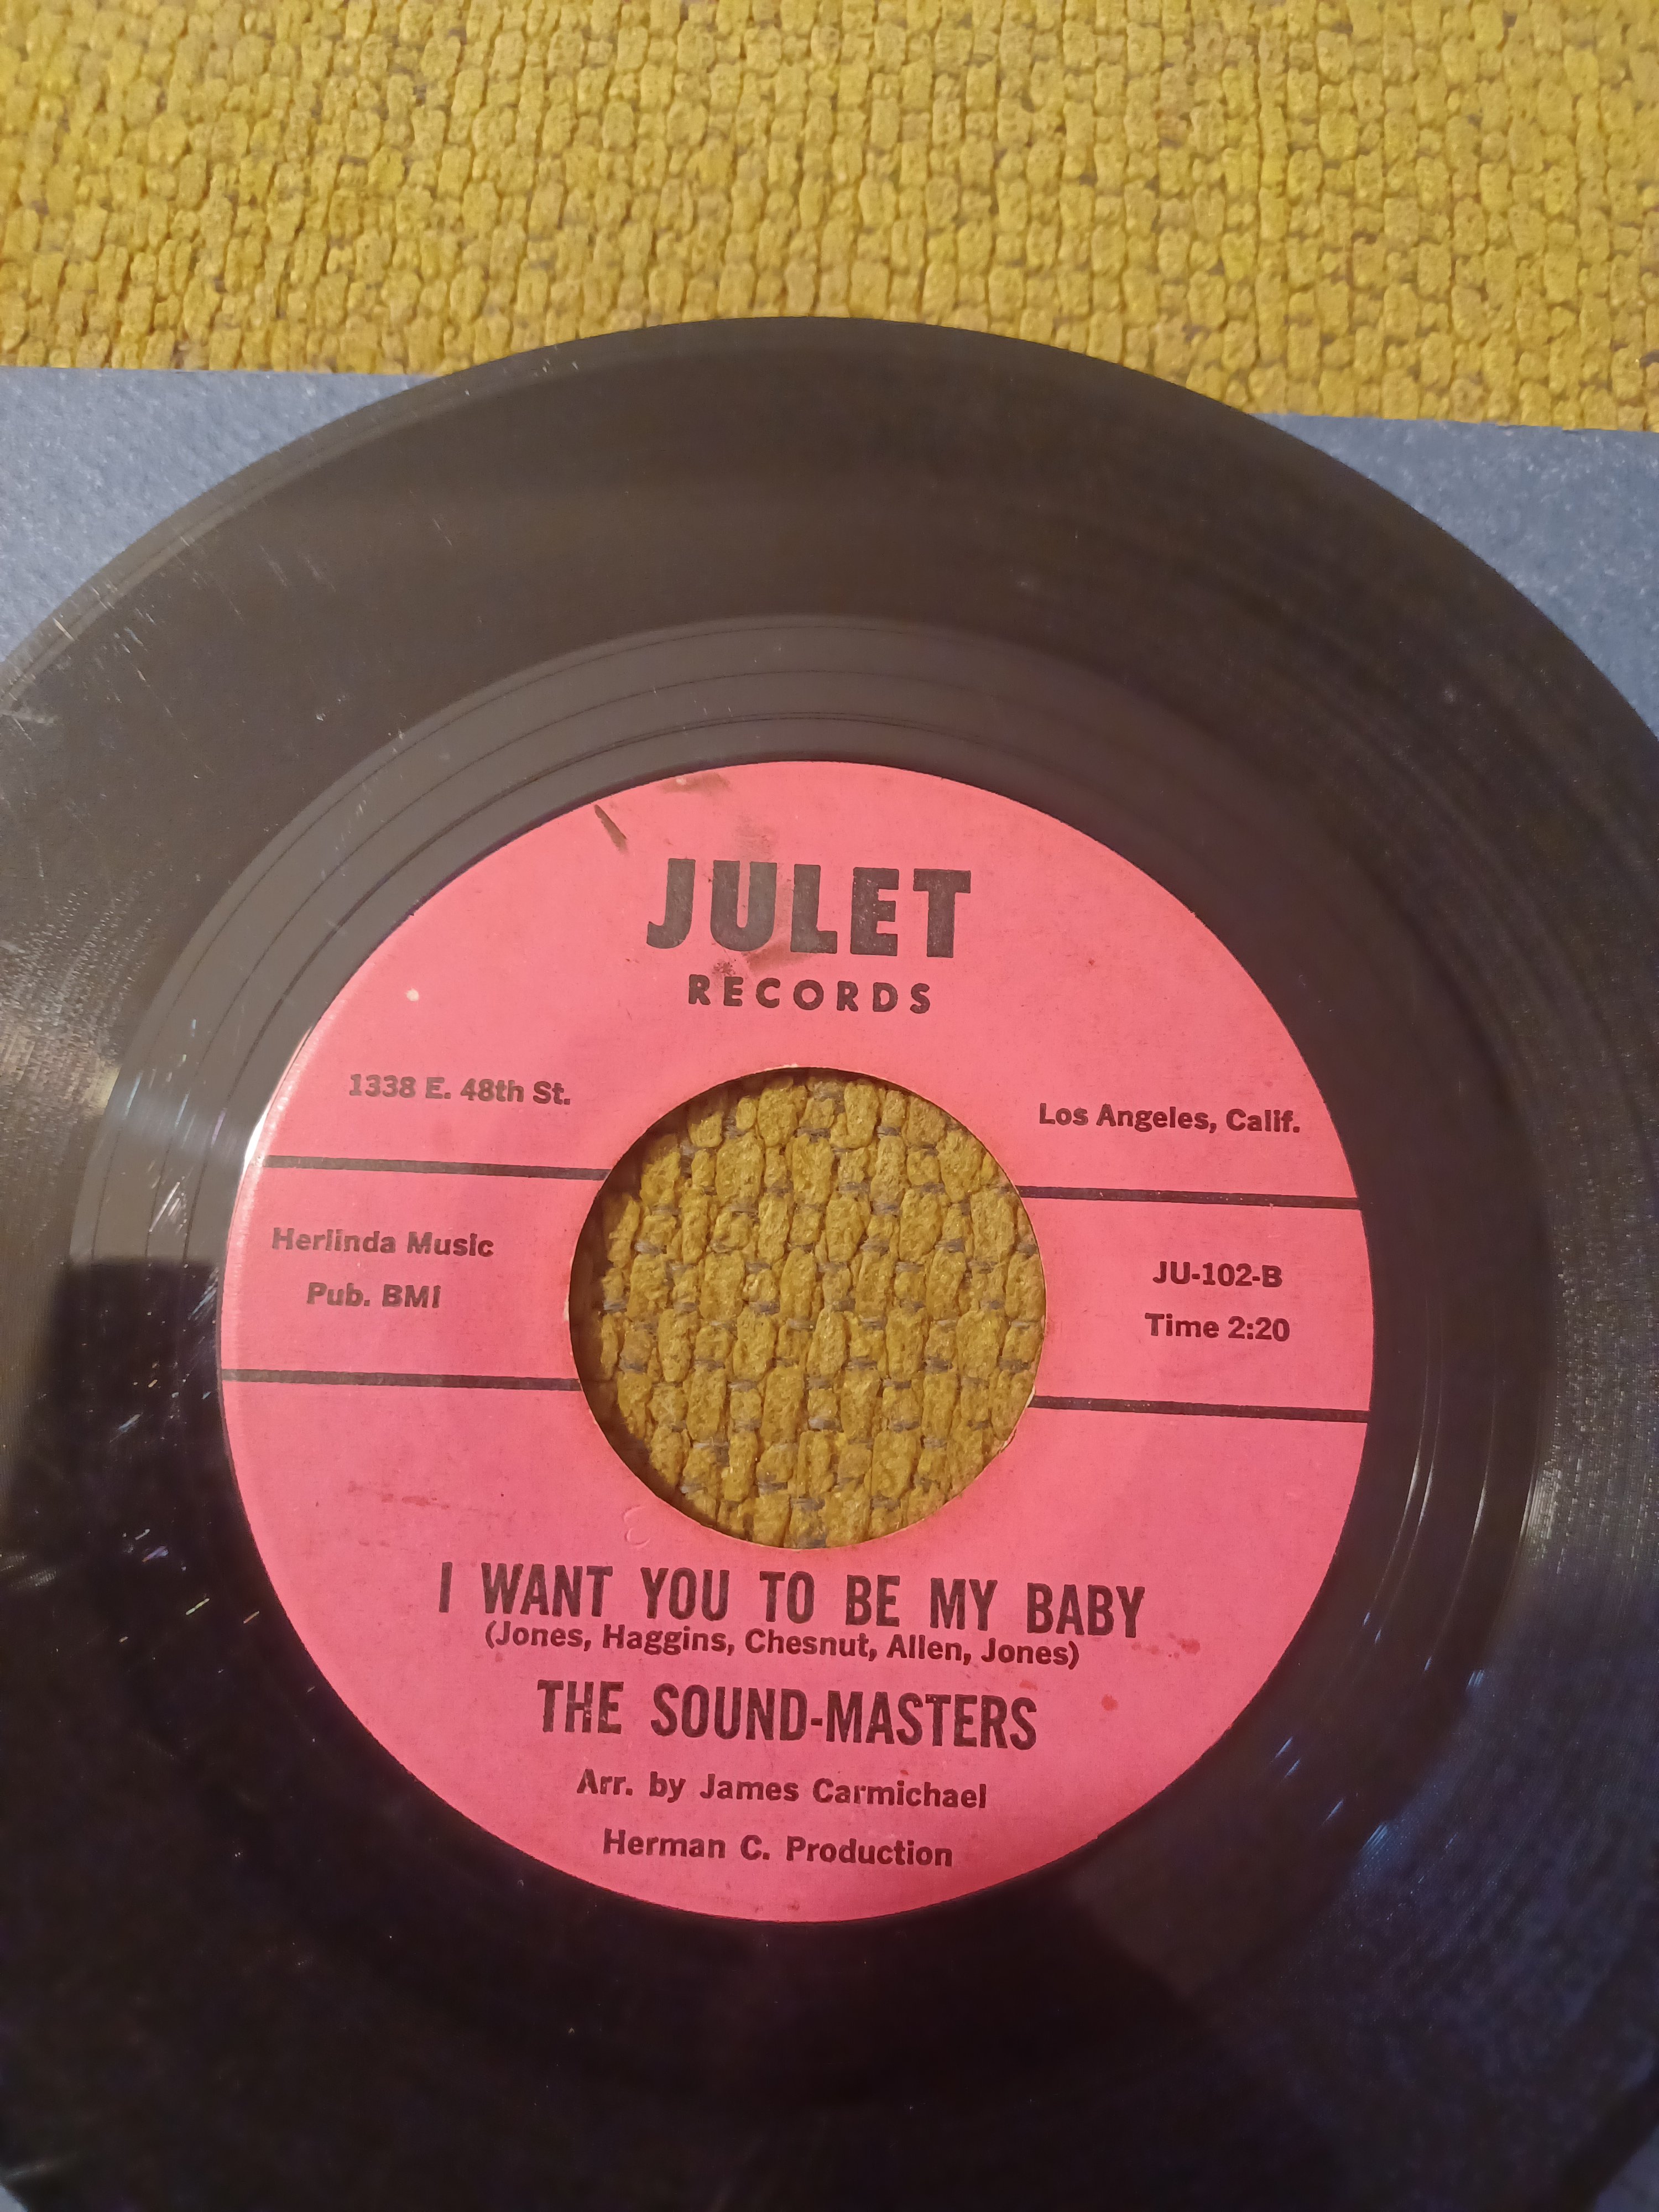 JULET
RECORDS
1338 E. 48th St.
Los Angeles, Calif.
Herlinda Music
Pub. BMI
JU-102-B
Time 2:20
I WANT YOU TO BE MY BABY
(Jones, Haggins, Chesnut, Allen, Jones)
THE SOUND-MASTERS
Arr. by James Carmichael
Herman C. Production